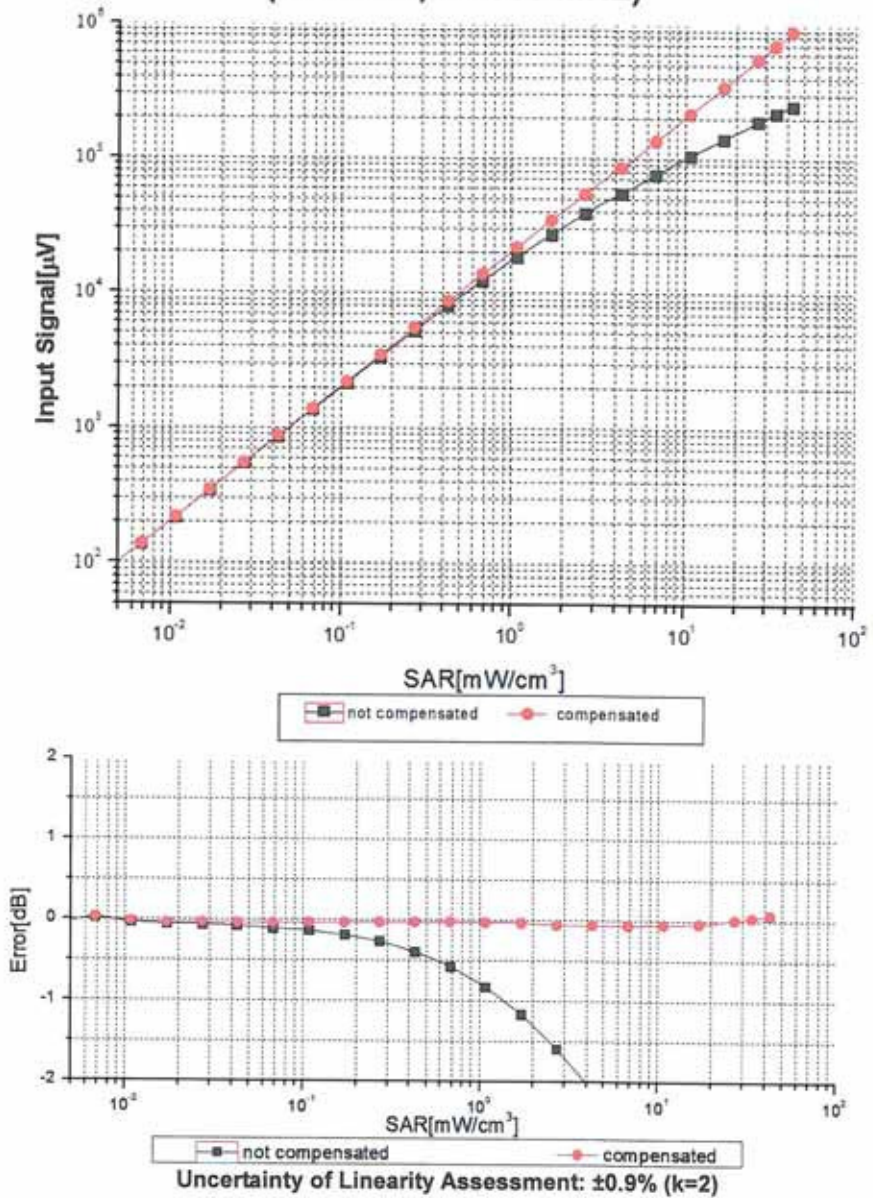 10⁶
10⁵
10⁴
10³
10²
Input Signal[µV]
10⁻² 10⁻¹ 10⁰ 10¹ 10²
SAR[mW/cm³]
not compensated compensated
2
1
0
-1
-2
Error[dB]
10⁻² 10⁻¹ 10⁰ 10¹ 10²
SAR[mW/cm³]
not compensated compensated
Uncertainty of Linearity Assessment: ±0.9% (k=2)